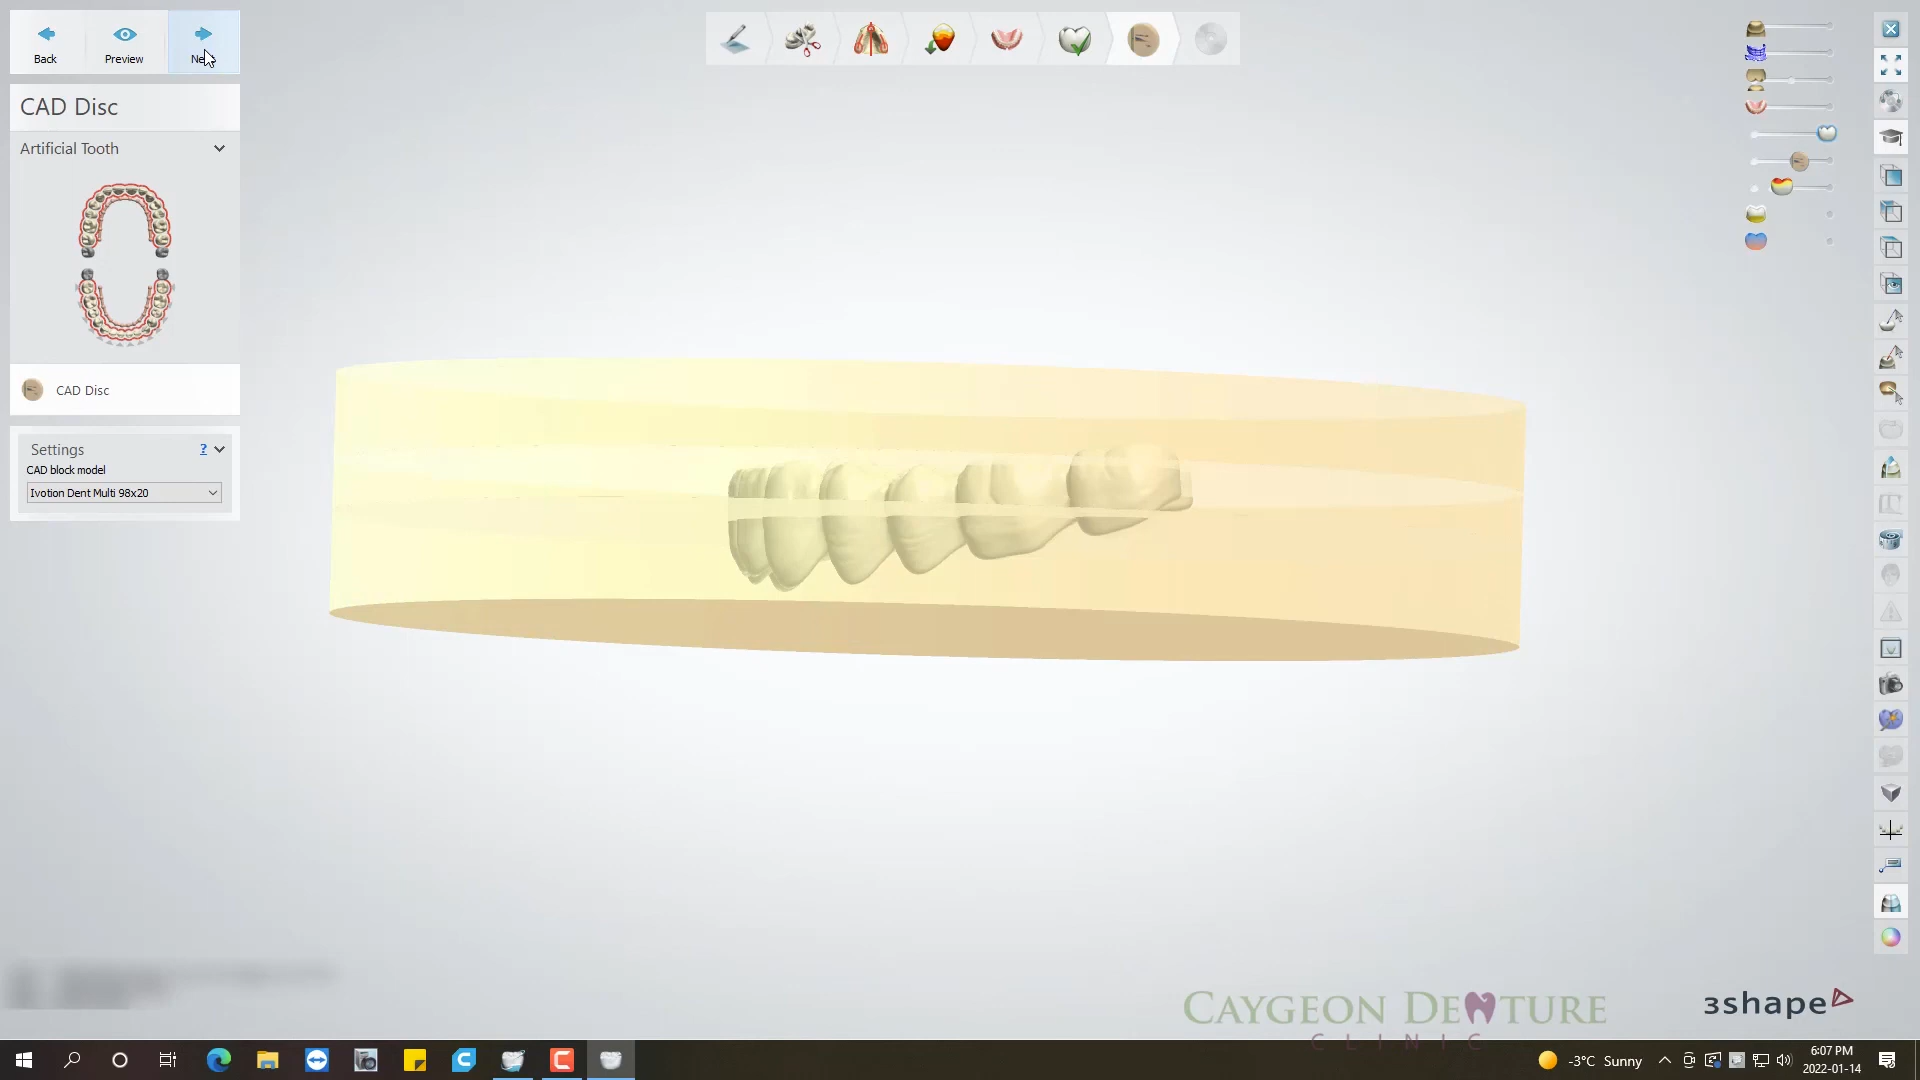 Back
Preview
Ne
CAD Disc
Artificial Tooth
CAD Disc
Settings
?
CAD block model
Ivotion Dent Multi 98x20
CAYGEON DENTURE
CLINIC
3shape
-3°C Sunny
6:07 PM
2022-01-14